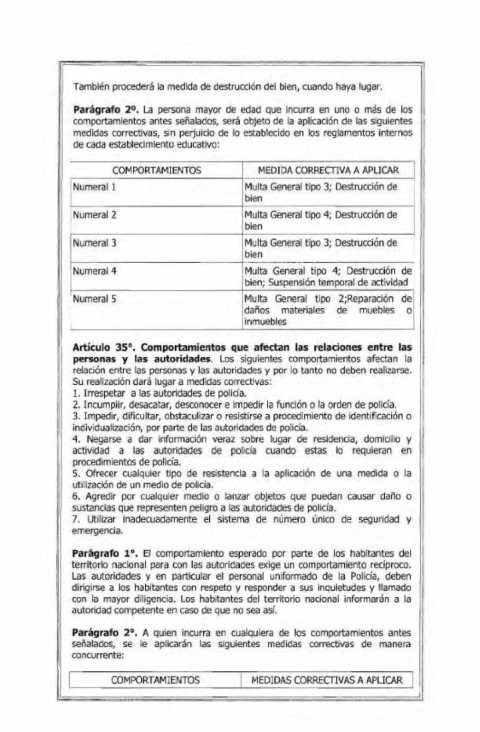 También procederá la medida de destrucción del bien, cuando haya lugar.
Parágrafo 2º. La persona mayor de edad que incurra en uno o más de los
comportamientos antes señalados, será objeto de la aplicación de las siguientes
medidas correctivas, sin perjuicio de lo establecido en los reglamentos internos
de cada establecimiento educativo:
COMPORTAMIENTOS MEDIDA CORRECTIVA A APLICAR
Numeral 1 Multa General tipo 3; Destrucción de
bien
Numeral 2 Multa General tipo 4; Destrucción de
bien
Numeral 3 Multa General tipo 3; Destrucción de
bien
Numeral 4 Multa General tipo 4; Destrucción de
bien; Suspensión temporal de actividad
Numeral 5 Multa General tipo 2;Reparación de
daños materiales de muebles o
inmuebles
Artículo 35°. Comportamientos que afectan las relaciones entre las
personas y las autoridades. Los siguientes comportamientos afectan la
relación entre las personas y las autoridades y por lo tanto no deben realizarse.
Su realización dará lugar a medidas correctivas:
1. Irrespetar a las autoridades de policía.
2. Incumplir, desacatar, desconocer e impedir la función o la orden de policía.
3. Impedir, dificultar, obstaculizar o resistirse a procedimiento de identificación o
individualización, por parte de las autoridades de policía.
4. Negarse a dar información veraz sobre lugar de residencia, domicilio y
actividad a las autoridades de policía cuando estas lo requieran en
procedimientos de policía.
5. Ofrecer cualquier tipo de resistencia a la aplicación de una medida o la
utilización de un medio de policía.
6. Agredir por cualquier medio o lanzar objetos que puedan causar daño o
sustancias que representen peligro a las autoridades de policía.
7. Utilizar inadecuadamente el sistema de número único de seguridad y
emergencia.
Parágrafo 1°. El comportamiento esperado por parte de los habitantes del
territorio nacional para con las autoridades exige un comportamiento recíproco.
Las autoridades y en particular el personal uniformado de la Policía, deben
dirigirse a los habitantes con respeto y responder a sus inquietudes y llamado
con la mayor diligencia. Los habitantes del territorio nacional informarán a la
autoridad competente en caso de que no sea así.
Parágrafo 2°. A quien incurra en cualquiera de los comportamientos antes
señalados, se le aplicarán las siguientes medidas correctivas de manera
concurrente:
COMPORTAMIENTOS MEDIDAS CORRECTIVAS A APLICAR